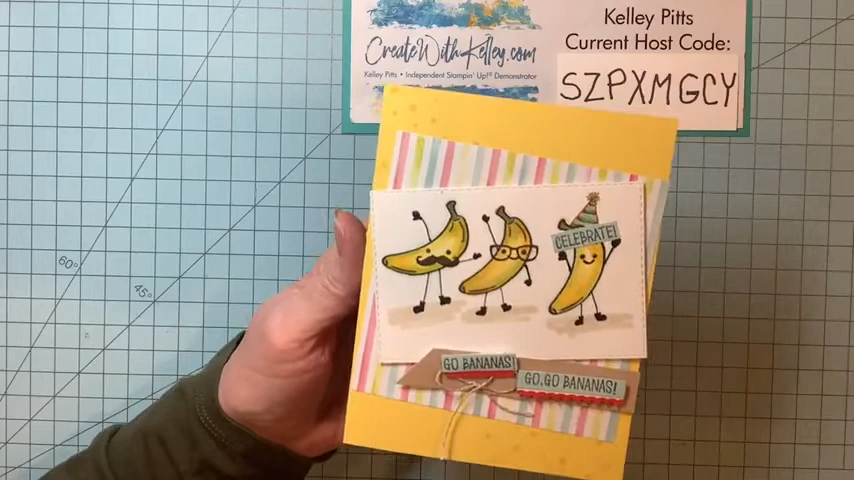 Kelley Pitts
Current Host Code:
SZPXMGCY
CreateWithKelley.com
Kelley Pitts • Independent Stampin' Up!® Demonstrator
CELEBRATE!
GO BANANAS!
GO, GO BANANAS!
60°
45°